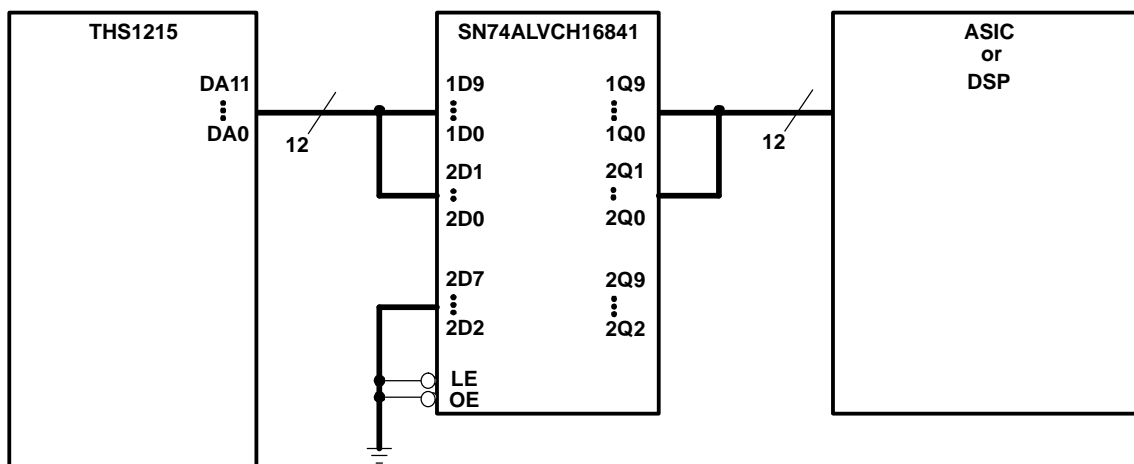 THS1215
SN74ALVCH16841
ASIC
or
DSP
DA11
DA0
12
1D9
1D0
2D1
2D0
2D7
2D2
LE
OE
1Q9
1Q0
2Q1
2Q0
2Q9
2Q2
12